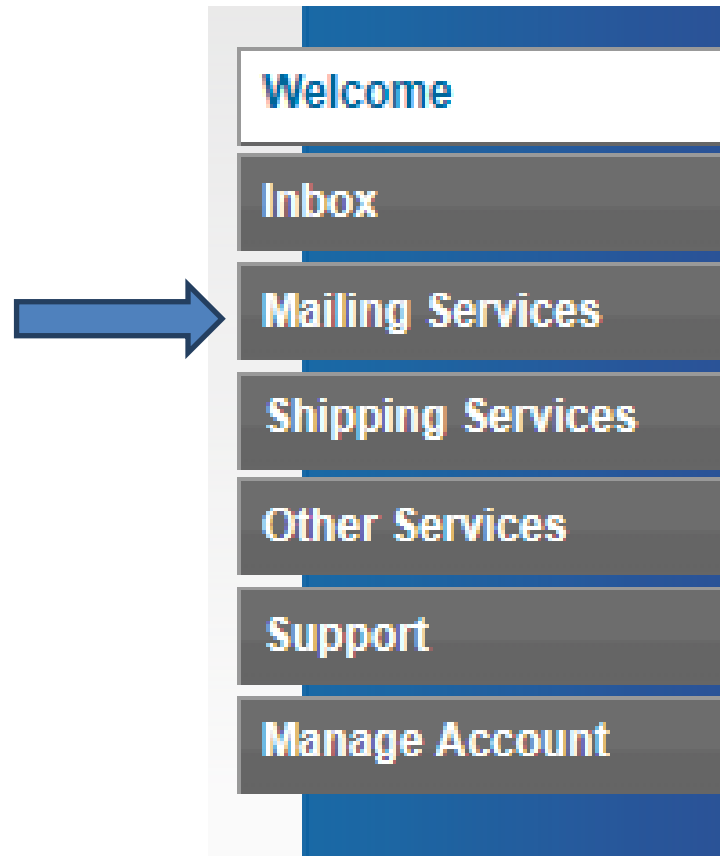 Welcome
Inbox
Mailing Services
Shipping Services
Other Services
Support
Manage Account